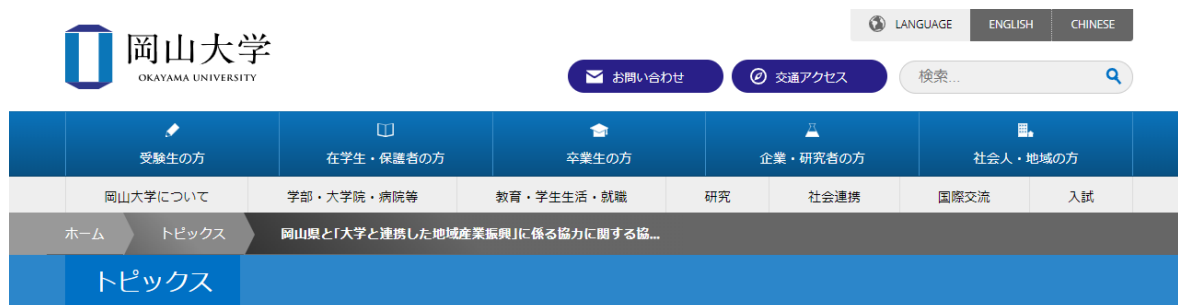 岡山大学
OKAYAMA UNIVERSITY
LANGUAGE ENGLISH CHINESE
お問い合わせ 交通アクセス 検索...
受験生の方 在学生・保護者の方 卒業生の方 企業・研究者の方 社会人・地域の方
岡山大学について 学部・大学院・病院等 教育・学生生活・就職 研究 社会連携 国際交流 入試
ホーム トピックス 岡山県と「大学と連携した地域産業振興」に係る協力に関する協...
トピックス